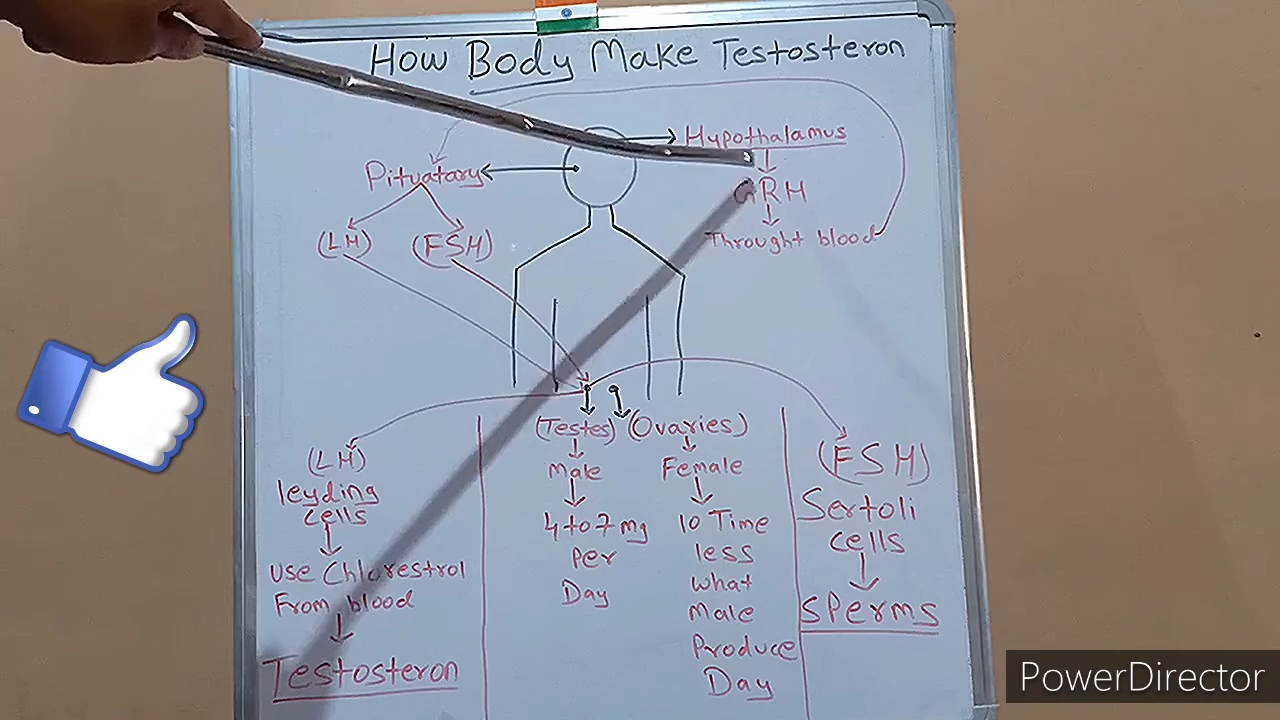 How Body Make Testosteron
Hypothalamus
Pituatary
GRH
Throught blood
(LH)
(FSH)
(Testes)
(Ovaries)
Male
Female
4 to 7 mg
Per
Day
10 Time
less
what
Male
Produce
Day
(LH)
leyding
cells
use Chlorestrol
From blood
Testosteron
(FSH)
Sertoli
cells
sperms
PowerDirector